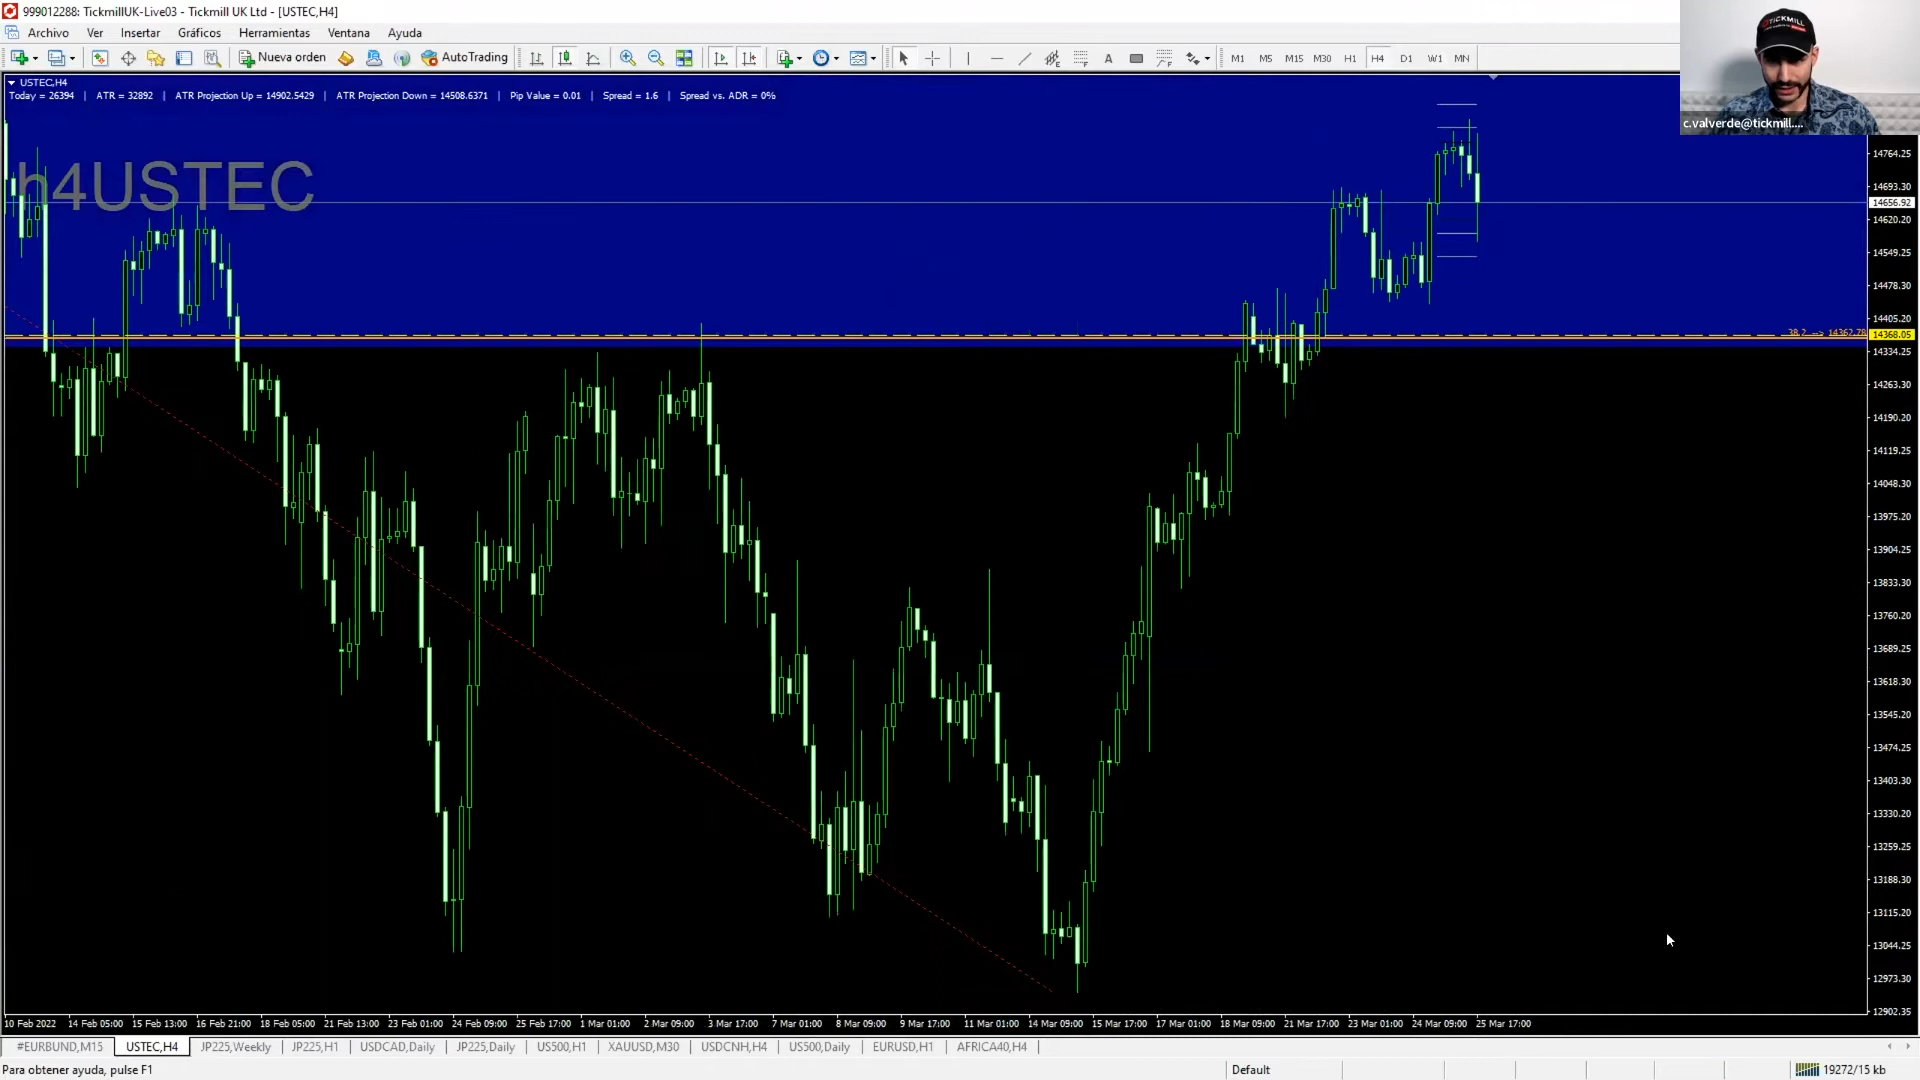 999012288: TickmillUK-Live03 - Tickmill UK Ltd - [USTEC,H4]
Archivo Ver Insertar Gráficos Herramientas Ventana Ayuda
Nueva orden AutoTrading A M1 M5 M15 M30 H1 H4 D1 W1 MN
TICKMILL
c.valverde@tickmill....
USTEC,H4
Today = 26394 | ATR = 32892 | ATR Projection Up = 14902.5429 | ATR Projection Down = 14508.6371 | Pip Value = 0.01 | Spread = 1.6 | Spread vs. ADR = 0%
h4USTEC
14764.25
14693.30
14656.92
14620.20
14549.25
14478.30
14405.20
38.2 --> 14362.78
14368.05
14334.25
14263.30
14190.20
14119.25
14048.30
13975.20
13904.25
13833.30
13760.20
13689.25
13618.30
13545.20
13474.25
13403.30
13330.20
13259.25
13188.30
13115.20
13044.25
12973.30
12902.35
10 Feb 2022 14 Feb 05:00 15 Feb 13:00 16 Feb 21:00 18 Feb 05:00 21 Feb 13:00 23 Feb 01:00 24 Feb 09:00 25 Feb 17:00 1 Mar 01:00 2 Mar 09:00 3 Mar 17:00 7 Mar 01:00 8 Mar 09:00 9 Mar 17:00 11 Mar 01:00 14 Mar 09:00 15 Mar 17:00 17 Mar 01:00 18 Mar 09:00 21 Mar 17:00 23 Mar 01:00 24 Mar 09:00 25 Mar 17:00
#EURBUND,M15 USTEC,H4 JP225,Weekly JP225,H1 USDCAD,Daily JP225,Daily US500,H1 XAUUSD,M30 USDCNH,H4 US500,Daily EURUSD,H1 AFRICA40,H4
Para obtener ayuda, pulse F1 Default 19272/15 kb